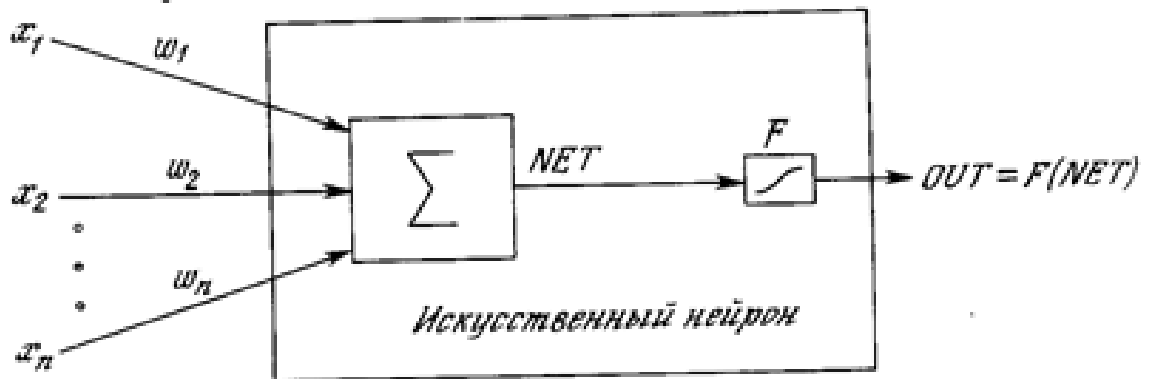 x₁
w₁
F
NET
w₂
x₂
∑
OUT = F(NET)
wₙ
Искусственный нейрон
xₙ